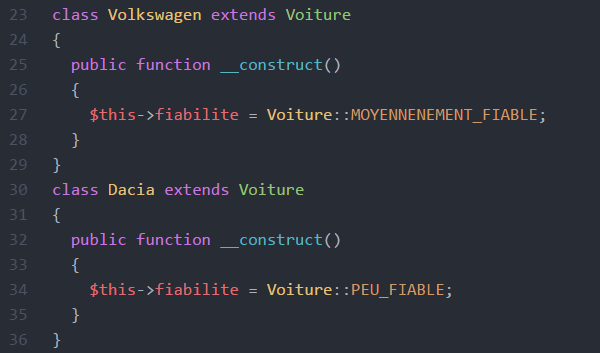 23 class Volkswagen extends Voiture
24 {
25   public function __construct()
26   {
27     $this->fiabilite = Voiture::MOYENNENEMENT_FIABLE;
28   }
29 }
30 class Dacia extends Voiture
31 {
32   public function __construct()
33   {
34     $this->fiabilite = Voiture::PEU_FIABLE;
35   }
36 }